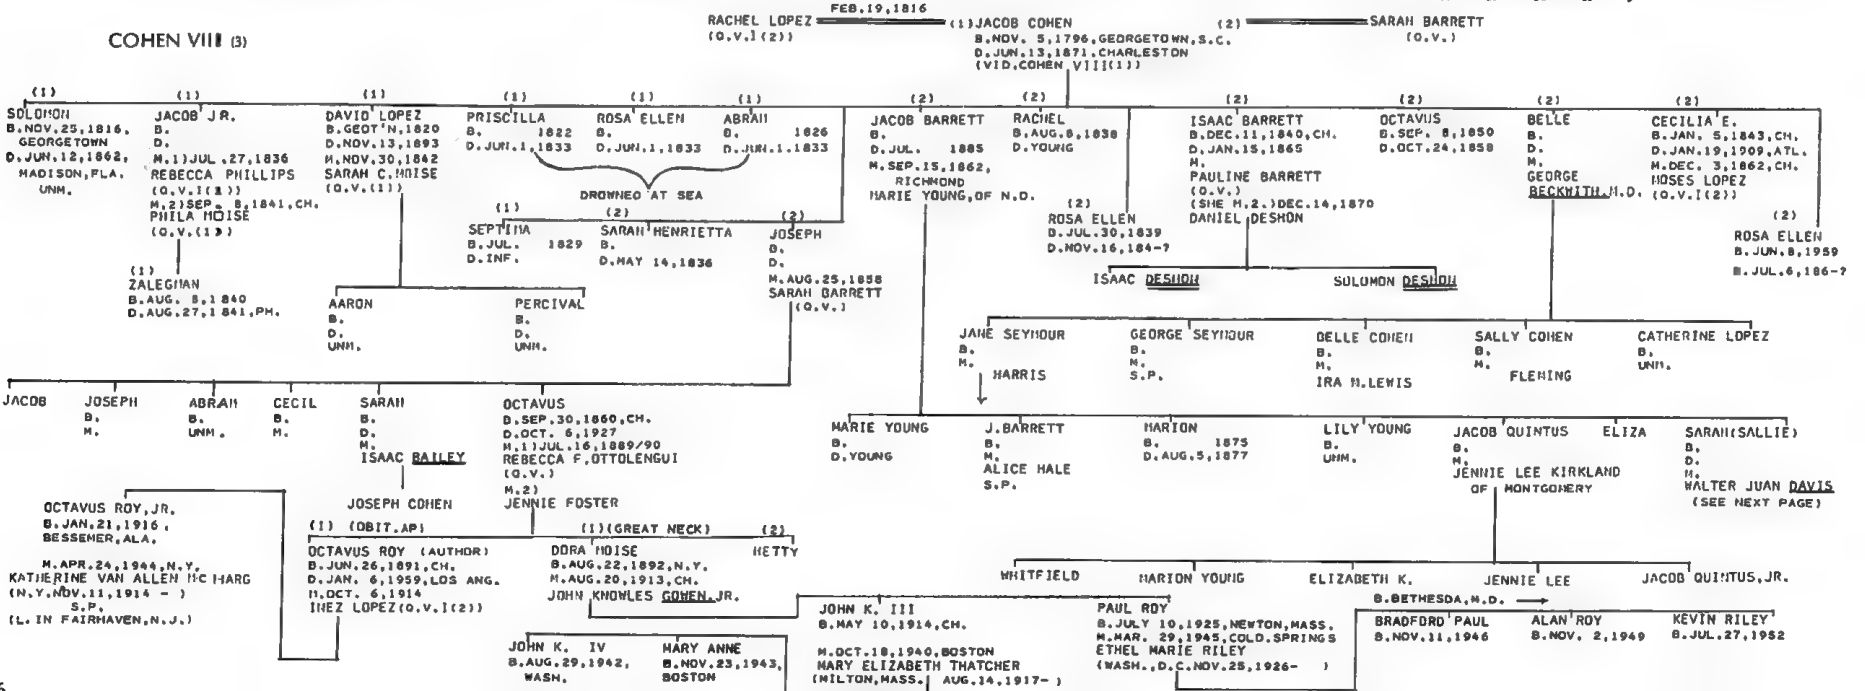 COHEN VIII (3)
FEB.19,1816
RACHEL LOPEZ
(Q.V.I(2))
(1) JACOB COHEN
B.NOV. 5,1796,GEORGETOWN,S.C.
D.JUN.13,1871,CHARLESTON
(VID.COHEN VIII(1))
(2)
SARAH BARRETT
(Q.V.)
(1)
SOLOMON
B.NOV.25,1816,
GEORGETOWN
D.JUN.12,1862,
MADISON,FLA.
UNM.
(1)
JACOB JR.
B.
D.
M.1)JUL.27,1836
REBECCA PHILLIPS
(Q.V.I(1))
M.2)SEP. 8,1841,CH.
PHILA MOISE
(Q.V.(1))
(1)
DAVID LOPEZ
B.GEOT'N,1820
D.NOV.13,1893
M.NOV.30,1842
SARAH C.MOISE
(Q.V.(1))
(1)
PRISCILLA
B. 1822
D.JUN.1,1833
(1)
ROSA ELLEN
B.
D.JUN.1,1833
(1)
ABRAM
B. 1826
D.JUN.1.1833
DROWNED AT SEA
(2)
JACOB BARRETT
B.
D.JUL. 1885
M.SEP.15,1862,
RICHMOND
MARIE YOUNG,OF N.D.
(2)
RACHEL
B.AUG.8,1838
D.YOUNG
(2)
ISAAC BARRETT
B.DEC.11,1840,CH.
D.JAN.15,1865
M.
PAULINE BARRETT
(Q.V.)
(SHE M.2.)DEC.14,1870
DANIEL DESHON
(2)
OCTAVUS
B.SEP. 8,1850
D.OCT.24,1858
(2)
BELLE
B.
D.
M.
GEORGE
BECKWITH.M.D.
(2)
CECILIA E.
B.JAN. 5,1843,CH.
D.JAN.19,1909,ATL.
M.DEC. 3,1862,CH.
MOSES LOPEZ
(Q.V.I(2))
(1)
SEPTIMA
B.JUL. 1829
D.INF.
(2)
SARAH HENRIETTA
B.
D.MAY 14,1836
(2)
JOSEPH
B.
D.
M.AUG.25,1858
SARAH BARRETT
(Q.V.)
(2)
ROSA ELLEN
D.JUL.30,1839
D.NOV.16,184-?
(2)
ROSA ELLEN
B.JUN.8,1959
B.JUL.6,186-?
(1)
ZALEGMAN
B.AUG. 8,1840
D.AUG.27,1841,PH.
AARON
B.
D.
UNM.
PERCIVAL
B.
D.
UNM.
ISAAC DESHON
SOLOMON DESHON
JANE SEYMOUR
B.
M.
HARRIS
GEORGE SEYMOUR
B.
M.
S.P.
BELLE COHEN
B.
M.
IRA M.LEWIS
SALLY COHEN
B.
M.
FLEMING
CATHERINE LOPEZ
B.
UNM.
JACOB
JOSEPH
B.
M.
ABRAM
B.
UNM.
CECIL
B.
M.
SARAH
B.
D.
M.
ISAAC BAILEY
JOSEPH COHEN
OCTAVUS
B.SEP.30,1860,CH.
D.OCT. 6,1927
M.1)JUL.16,1889/90
REBECCA F.OTTOLENGUI
(Q.V.)
M.2)
JENNIE FOSTER
MARIE YOUNG
B.
D.YOUNG
J.BARRETT
B.
M.
ALICE HALE
S.P.
MARION
B. 1875
D.AUG.5,1877
LILY YOUNG
B.
UNM.
JACOB QUINTUS
B.
M.
JENNIE LEE KIRKLAND
OF MONTGOMERY
ELIZA
SARAH(SALLIE)
B.
D.
M.
WALTER JUAN DAVIS
(SEE NEXT PAGE)
OCTAVUS ROY,JR.
B.JAN.21,1916,
BESSEMER,ALA.
M.APR.24,1944,N.Y.
KATHERINE VAN ALLEN MC HARG
(N.Y.NOV.11,1914 - )
S.P.
(L. IN FAIRHAVEN,N.J.)
(1) (OBIT.AP)
OCTAVUS ROY (AUTHOR)
B.JUN.26,1891,CH.
D.JAN. 6,1959,LOS ANG.
M.OCT. 6,1914
INEZ LOPEZ(Q.V.I(2))
(1)(GREAT NECK)
DORA MOISE
B.AUG.22,1892,N.Y.
M.AUG.20,1913,CH.
JOHN KNOWLES GOWEN.JR.
(2)
HETTY
WHITFIELD
MARION YOUNG
ELIZABETH K.
JENNIE LEE
JACOB QUINTUS,JR.
JOHN K. III
B.MAY 10,1914,CH.
M.OCT.18,1940,BOSTON
MARY ELIZABETH THATCHER
(MILTON,MASS. AUG.14,1917- )
PAUL ROY
B.JULY 10,1925,NEWTON,MASS.
M.MAR. 29,1945,COLD.SPRINGS
ETHEL MARIE RILEY
(WASH.,D.C.NOV.25,1926- )
B.BETHESDA,M.D.
BRADFORD PAUL
B.NOV.11,1946
ALAN ROY
B.NOV. 2,1949
KEVIN RILEY
B.JUL.27,1952
JOHN K. IV
B.AUG.29,1942,
WASH.
MARY ANNE
B.NOV.23,1943,
BOSTON